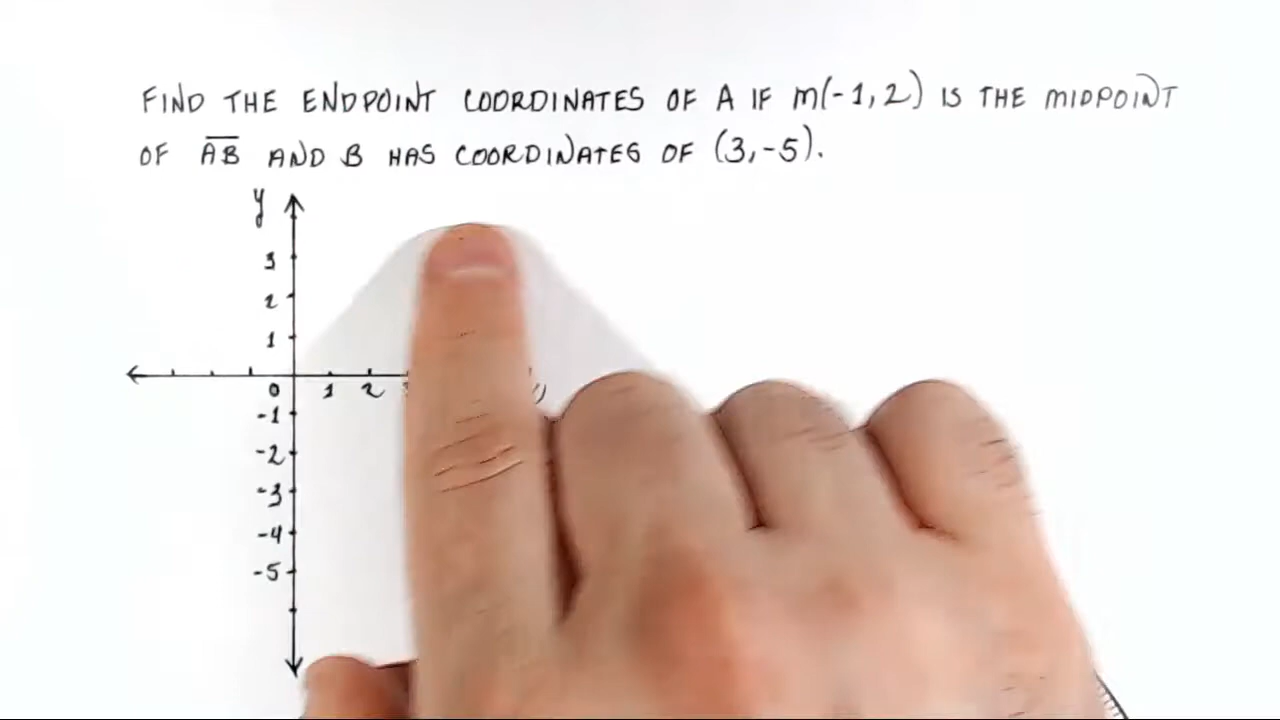 FIND THE ENDPOINT COORDINATES OF A IF M(-1,2) IS THE MIDPOINT
OF AB AND B HAS COORDINATES OF (3,-5).
y
3
2
1
0 1 2
-1
-2
-3
-4
-5